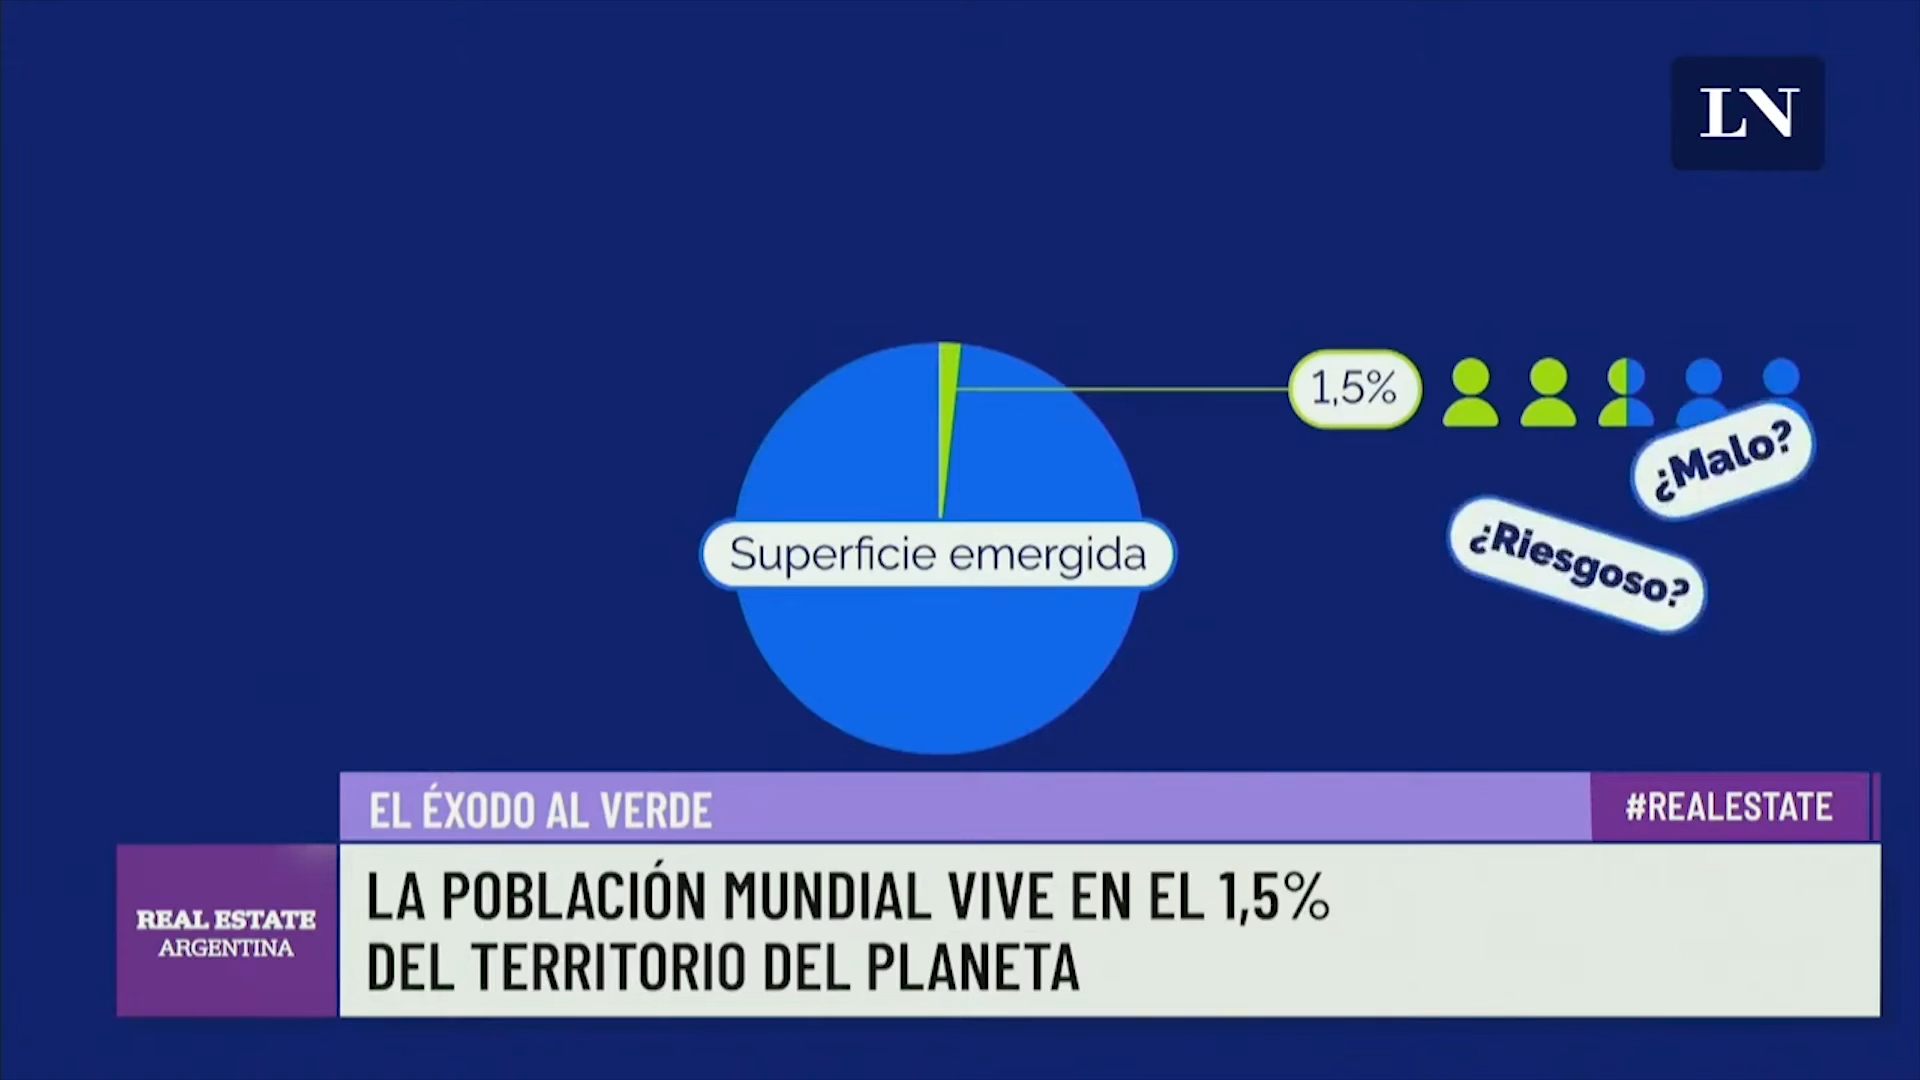 LN
1,5%
¿Malo?
¿Riesgoso?
Superficie emergida
EL ÉXODO AL VERDE
#REALESTATE
REAL ESTATE
ARGENTINA
LA POBLACIÓN MUNDIAL VIVE EN EL 1,5%
DEL TERRITORIO DEL PLANETA